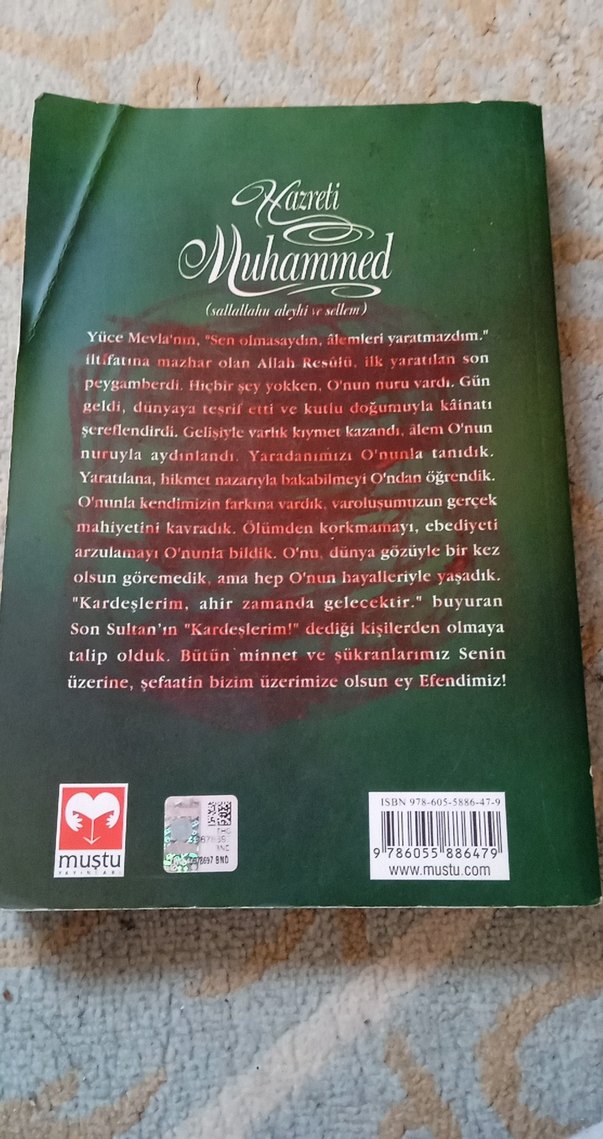 Hazreti
Muhammed
(sallallahu aleyhi ve sellem)
Yüce Mevla'nın, "Sen olmasaydın, âlemleri yaratmazdım."
iltifatına mazhar olan Allah Resûlü, ilk yaratılan son
peygamberdi. Hiçbir şey yokken, O'nun nuru vardı. Gün
geldi, dünyaya teşrif etti ve kutlu doğumuyla kâinatı
şereflendirdi. Gelişiyle varlık kıymet kazandı, âlem O'nun
nuruyla aydınlandı. Yaradanımızı O'nunla tanıdık.
Yaratılana, hikmet nazarıyla bakabilmeyi O'ndan öğrendik.
O'nunla kendimizin farkına vardık, varoluşumuzun gerçek
mahiyetini kavradık. Ölümden korkmamayı, ebediyeti
arzulamayı O'nunla bildik. O'nu, dünya gözüyle bir kez
olsun göremedik, ama hep O'nun hayalleriyle yaşadık.
"Kardeşlerim, ahir zamanda gelecektir." buyuran
Son Sultan'ın "Kardeşlerim!" dediği kişilerden olmaya
talip olduk. Bütün minnet ve şükranlarımız Senin
üzerine, şefaatin bizim üzerimize olsun ey Efendimiz!
muştu
YAYINLARI
BND
ISBN 978-605-5886-47-9
9 786055 886479
www.mustu.com